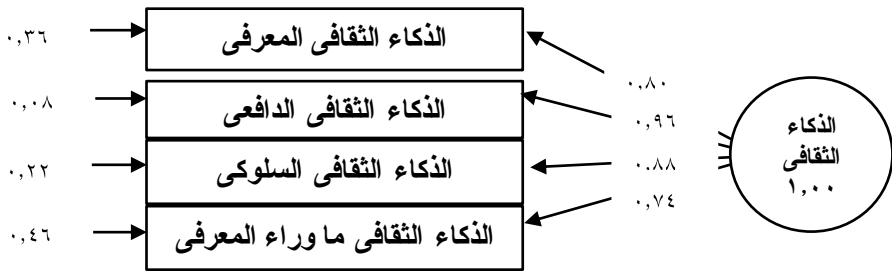 الذكاء الثقافى المعرفى
الذكاء الثقافى الدافعى
الذكاء الثقافى السلوكى
الذكاء الثقافى ما وراء المعرفى
٠,٣٦
٠,٠٨
٠,٢٢
٠,٤٦
٠,٨٠
٠,٩٦
٠.٨٨
٠,٧٤
الذكاء
الثقافى
١,٠٠